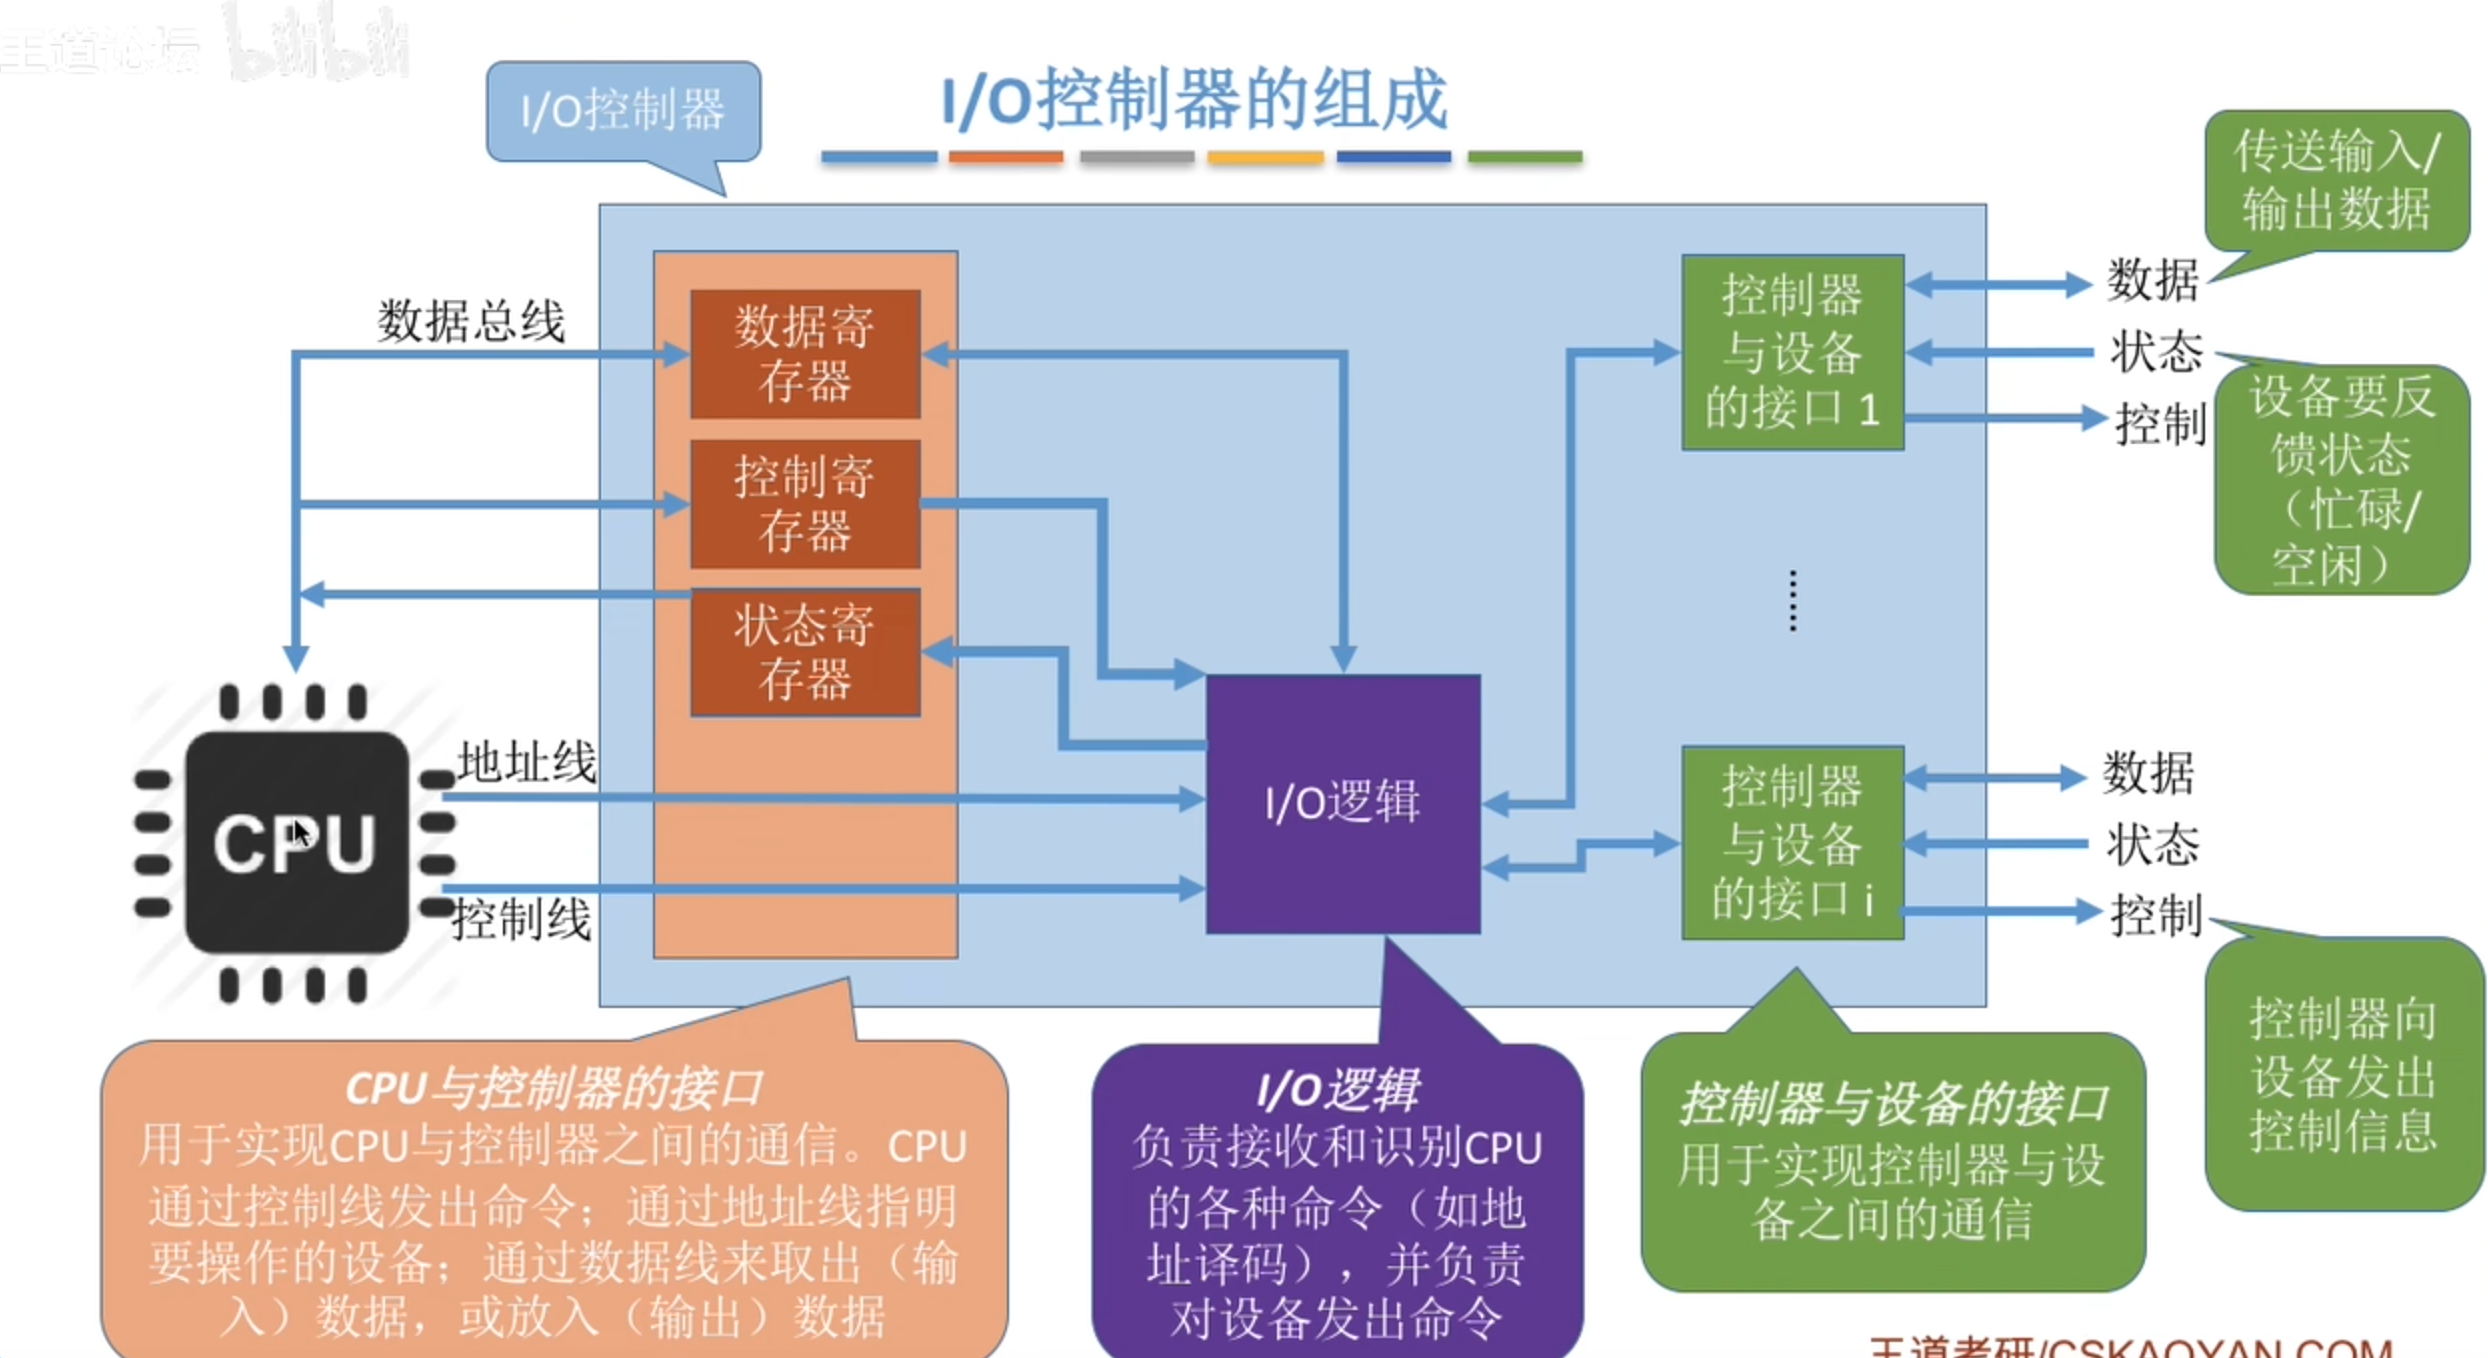 王道论坛 bilibili
I/O控制器
I/O控制器的组成
传送输入/
输出数据
数据总线
数据寄
存器
控制寄
存器
状态寄
存器
控制器
与设备
的接口 1
数据
状态
控制
设备要反
馈状态
（忙碌/
空闲）
......
CPU
地址线
控制线
I/O逻辑
控制器
与设备
的接口 i
数据
状态
控制
控制器向
设备发出
控制信息
CPU与控制器的接口
用于实现CPU与控制器之间的通信。CPU
通过控制线发出命令；通过地址线指明
要操作的设备；通过数据线来取出（输
入）数据，或放入（输出）数据
I/O逻辑
负责接收和识别CPU
的各种命令（如地
址译码），并负责
对设备发出命令
控制器与设备的接口
用于实现控制器与设
备之间的通信
王道考研/CSKAOYAN.COM